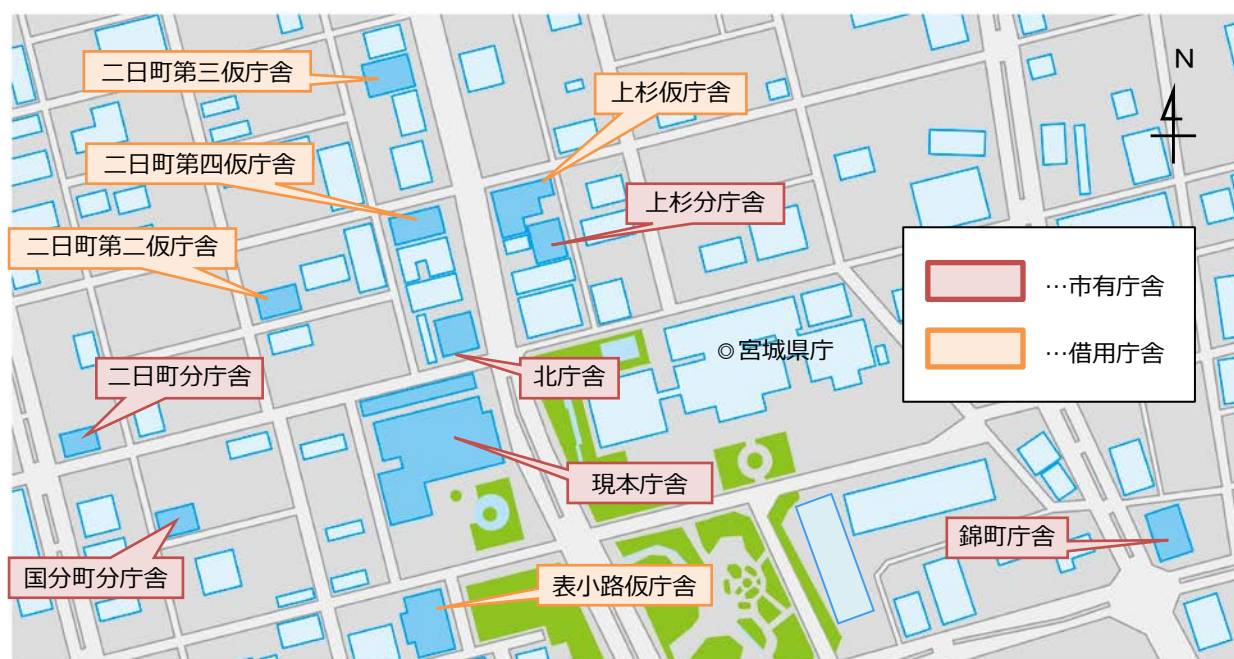 二日町第三仮庁舎
N
上杉仮庁舎
二日町第四仮庁舎
上杉分庁舎
二日町第二仮庁舎
…市有庁舎
…借用庁舎
◎宮城県庁
二日町分庁舎
北庁舎
現本庁舎
錦町庁舎
国分町分庁舎
表小路仮庁舎